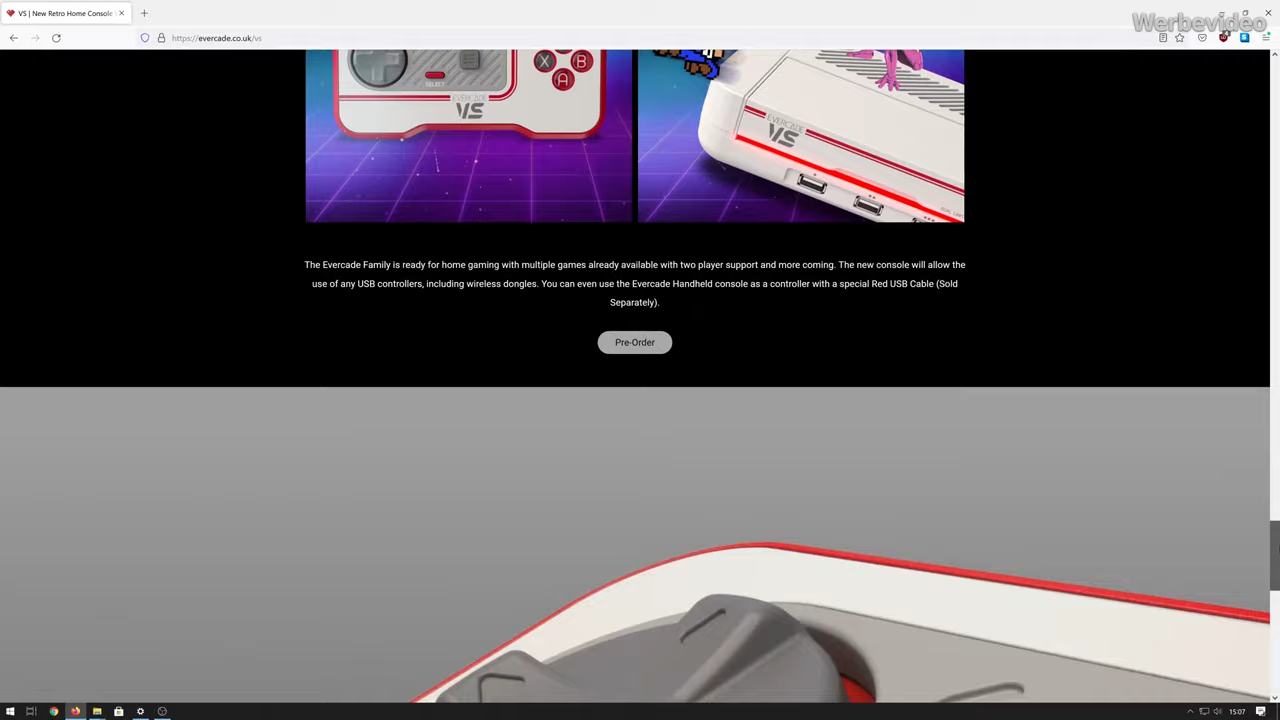 VS | New Retro Home Console
Werbevideo
https://evercade.co.uk/vs
X
B
A
SELECT
EVERCADE
VS
EVERCADE
VS
The Evercade Family is ready for home gaming with multiple games already available with two player support and more coming. The new console will allow the
use of any USB controllers, including wireless dongles. You can even use the Evercade Handheld console as a controller with a special Red USB Cable (Sold
Separately).
Pre-Order
15:07